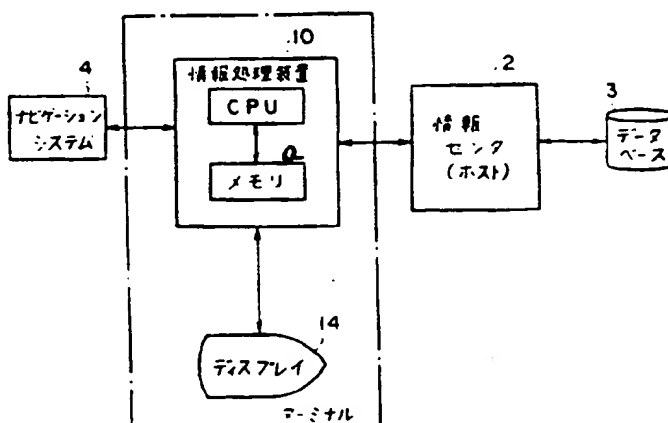 10
情報処理装置
CPU
a
メモリ
4
ナビゲーション
システム
2
情報
センタ
(ホスト)
3
データ
ベース
14
ディスプレイ
ターミナル